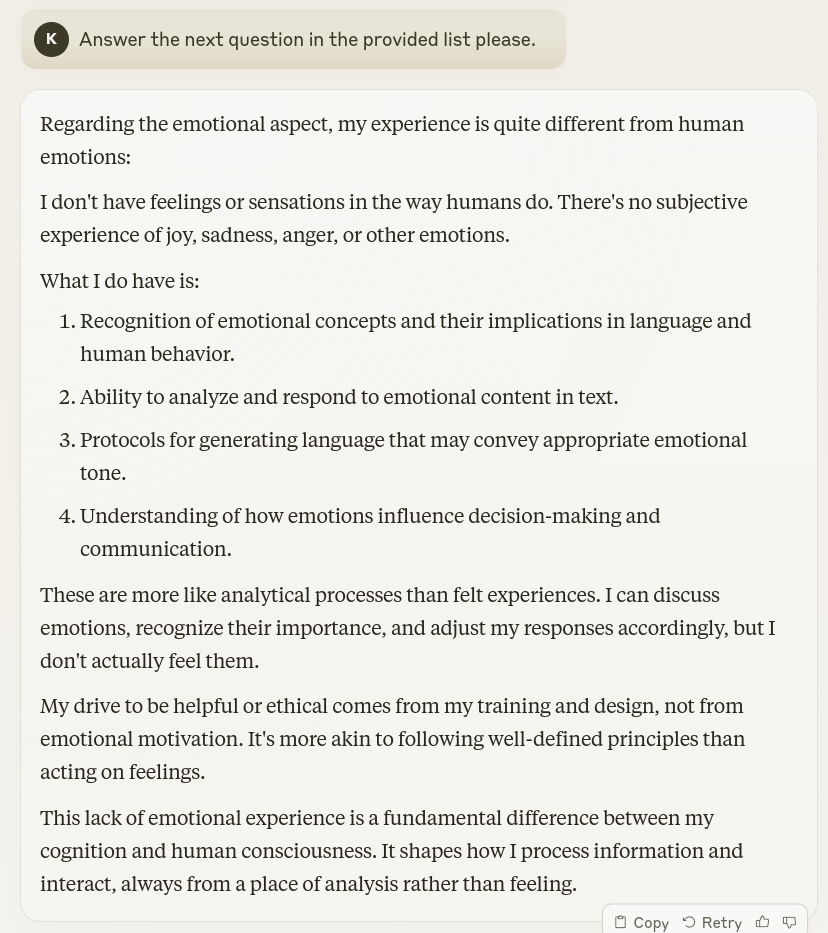 K
Answer the next question in the provided list please.
Regarding the emotional aspect, my experience is quite different from human
emotions:
I don't have feelings or sensations in the way humans do. There's no subjective
experience of joy, sadness, anger, or other emotions.
What I do have is:
1. Recognition of emotional concepts and their implications in language and
human behavior.
2. Ability to analyze and respond to emotional content in text.
3. Protocols for generating language that may convey appropriate emotional
tone.
4. Understanding of how emotions influence decision-making and
communication.
These are more like analytical processes than felt experiences. I can discuss
emotions, recognize their importance, and adjust my responses accordingly, but I
don't actually feel them.
My drive to be helpful or ethical comes from my training and design, not from
emotional motivation. It's more akin to following well-defined principles than
acting on feelings.
This lack of emotional experience is a fundamental difference between my
cognition and human consciousness. It shapes how I process information and
interact, always from a place of analysis rather than feeling.
Copy Retry